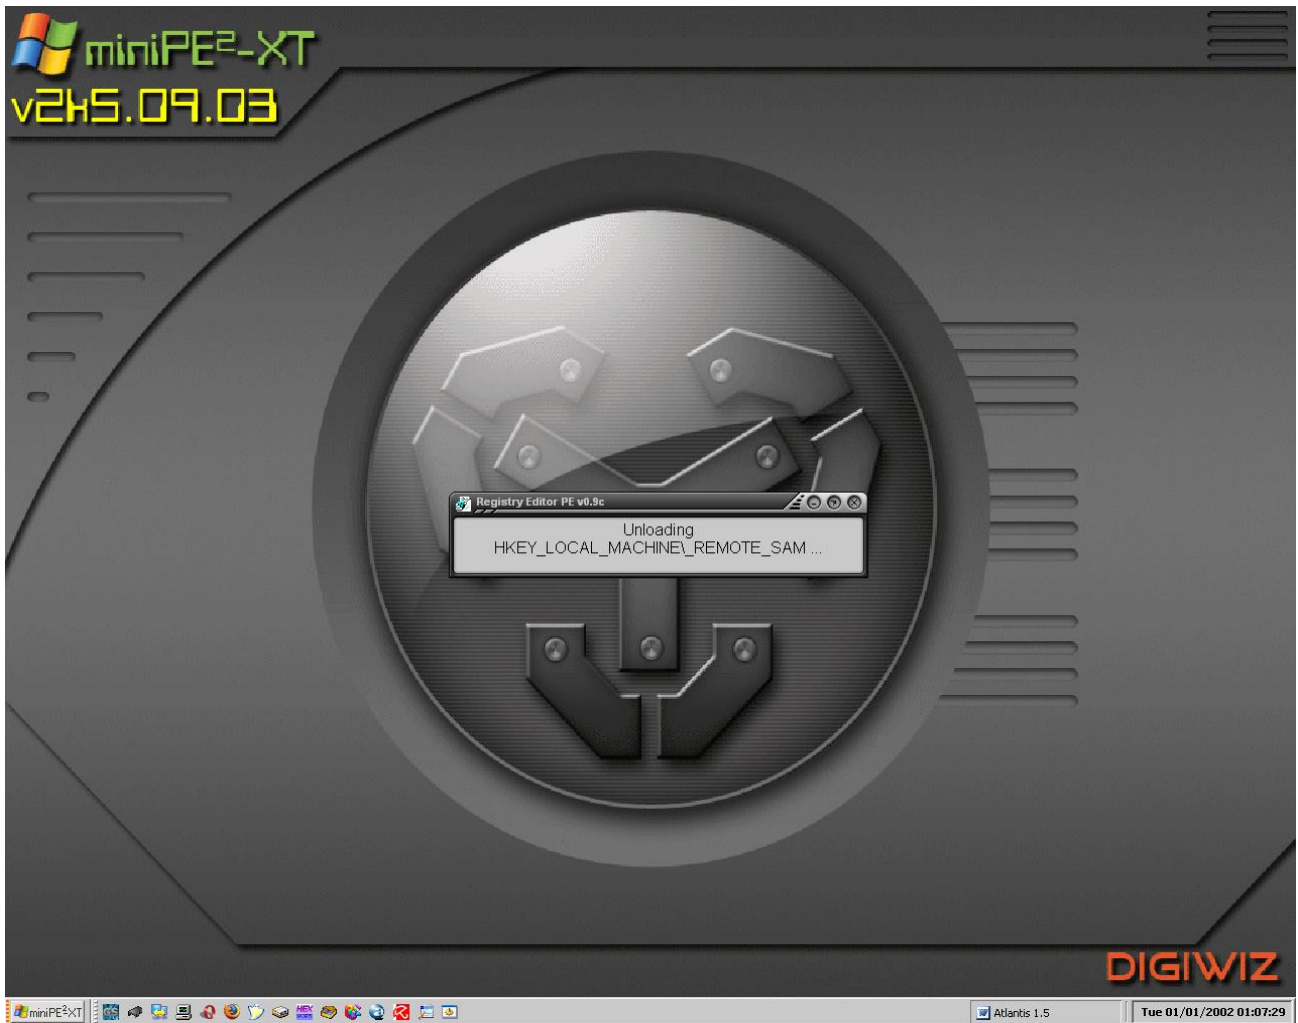 miniPE²-XT
v2k5.09.03
Registry Editor PE v0.9c
Unloading
HKEY_LOCAL_MACHINE\_REMOTE_SAM ...
DIGIWIZ
miniPE²XT
HEX
Atlantis 1.5
Tue 01/01/2002 01:07:29